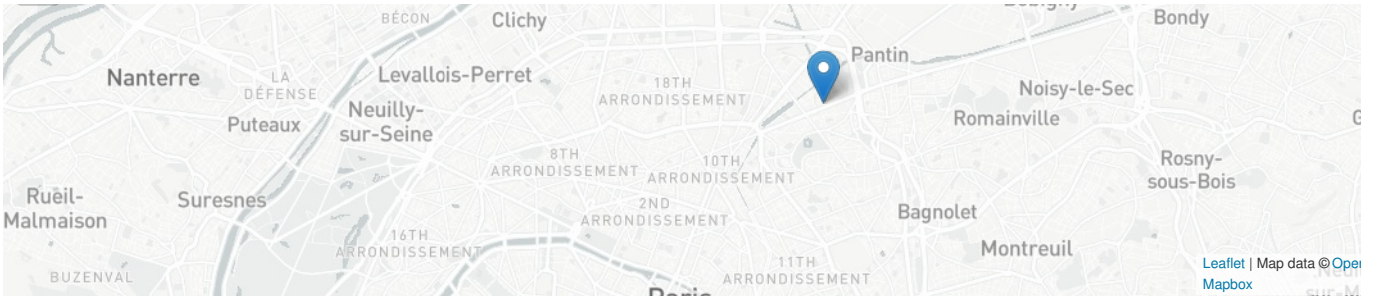 BÉCON
Clichy
Bondy
Pantin
Nanterre
LA
DÉFENSE
Levallois-Perret
18TH
ARRONDISSEMENT
Noisy-le-Sec
Neuilly-
sur-Seine
Puteaux
Romainville
8TH
ARRONDISSEMENT
10TH
ARRONDISSEMENT
Rosny-
sous-Bois
Rueil-
Malmaison
Suresnes
2ND
ARRONDISSEMENT
Bagnolet
16TH
ARRONDISSEMENT
Montreuil
BUZENVAL
11TH
ARRONDISSEMENT
Leaflet | Map data ©Oper
Mapbox